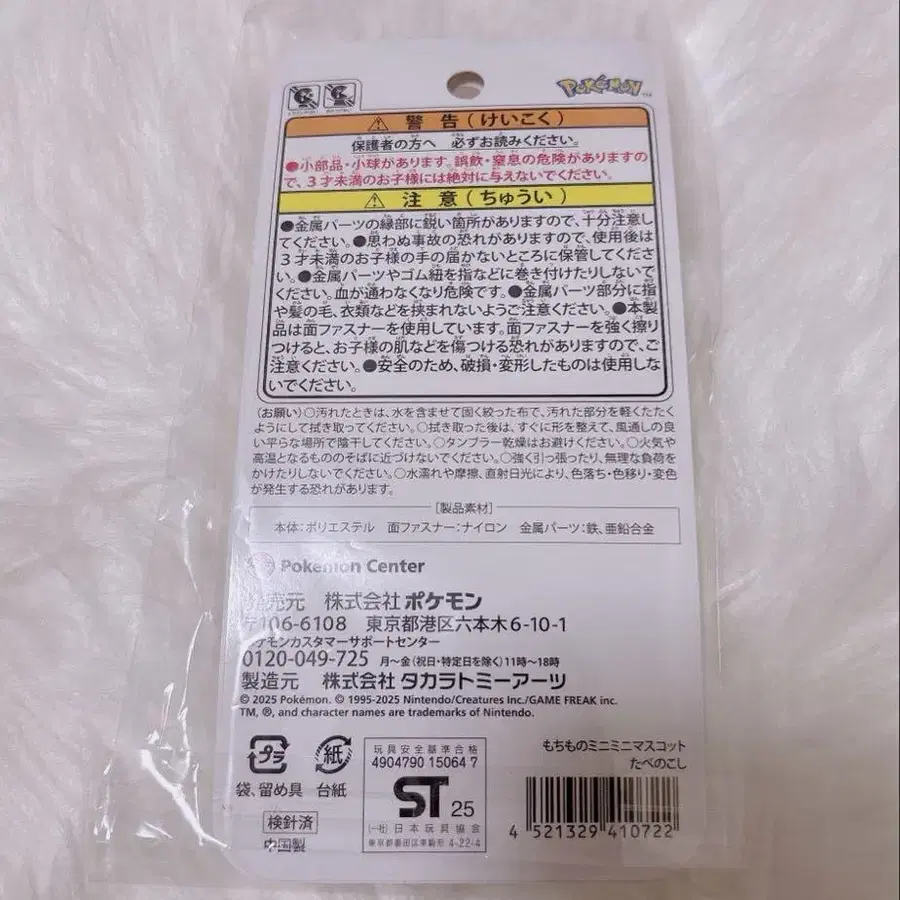 Pokémon™
警告(けいこく)
保護者の方へ 必ずお読みください。
●小部品・小球があります。誤飲・窒息の危険がありますの
で、3才未満のお子様には絶対に与えないでください。
注意(ちゅうい)
●金属パーツの縁部に鋭い箇所がありますので、十分注意し
てください。●思わぬ事故の恐れがありますので、使用後は
3才未満のお子様の手の届かないところに保管してくださ
い。●金属パーツやゴム紐を指などに巻き付けたりしないで
ください。血が通わなくなり危険です。●金属パーツ部分に指
や髪の毛、衣類などを挟まれないようご注意ください。●本製
品は面ファスナーを使用しています。面ファスナーを強く擦り
つけると、お子様の肌などを傷つける恐れがありますので、ご
注意ください。●安全のため、破損・変形したものは使用しな
いでください。
(お願い)○汚れたときは、水を含ませて固く絞った布で、汚れた部分を軽くたたく
ようにして拭き取ってください。○拭き取った後は、すぐに形を整えて、風通しの良
い平らな場所で陰干してください。○タンブラー乾燥はお避けください。○火気や
高温となるもののそばに近づけないでください。○強く引っ張ったり、無理な負荷を
かけたりしないでください。○水濡れや摩擦、直射日光により、色落ち・色移り・変色
が発生する恐れがあります。
[製品素材]
本体:ポリエステル 面ファスナー:ナイロン 金属パーツ:鉄、亜鉛合金
Pokémon Center
発売元 株式会社ポケモン
〒106-6108 東京都港区六本木6-10-1
ポケモンカスタマーサポートセンター
0120-049-725 月~金(祝日・特定日を除く)11時~18時
製造元 株式会社タカラトミーアーツ
© 2025 Pokémon. © 1995-2025 Nintendo/Creatures Inc./GAME FREAK inc.
TM, ®, and character names are trademarks of Nintendo.
プラ
袋、留め具
紙
台紙
検針済
中国製
玩具安全基準合格
4904790 15064 7
ST 25
(一社)日本玩具協会
東京都墨田区東駒形 4-22-4
もちものミニミニマスコット
たべのこし
4 521329 410722